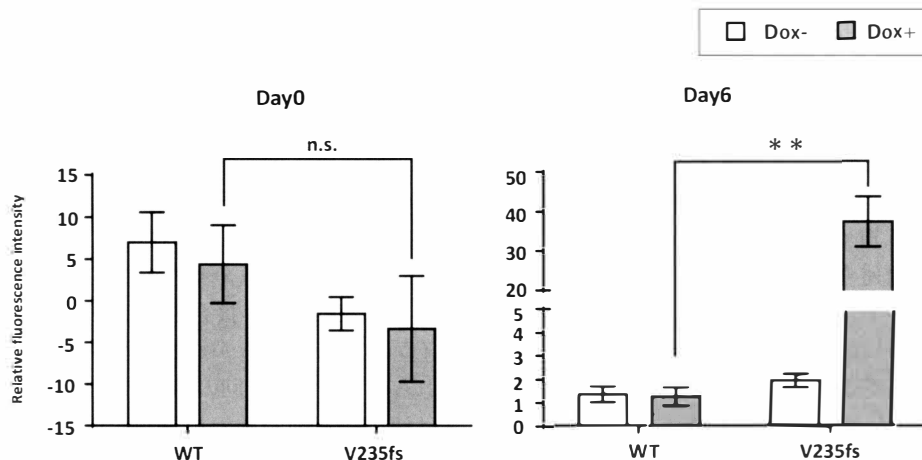 Dox- Dox+
Day0
Day6
n.s.
**
Relative fluorescence intensity
15
10
5
0
-5
-10
-15
WT V235fs
50
40
30
20
5
4
3
2
1
0
WT V235fs